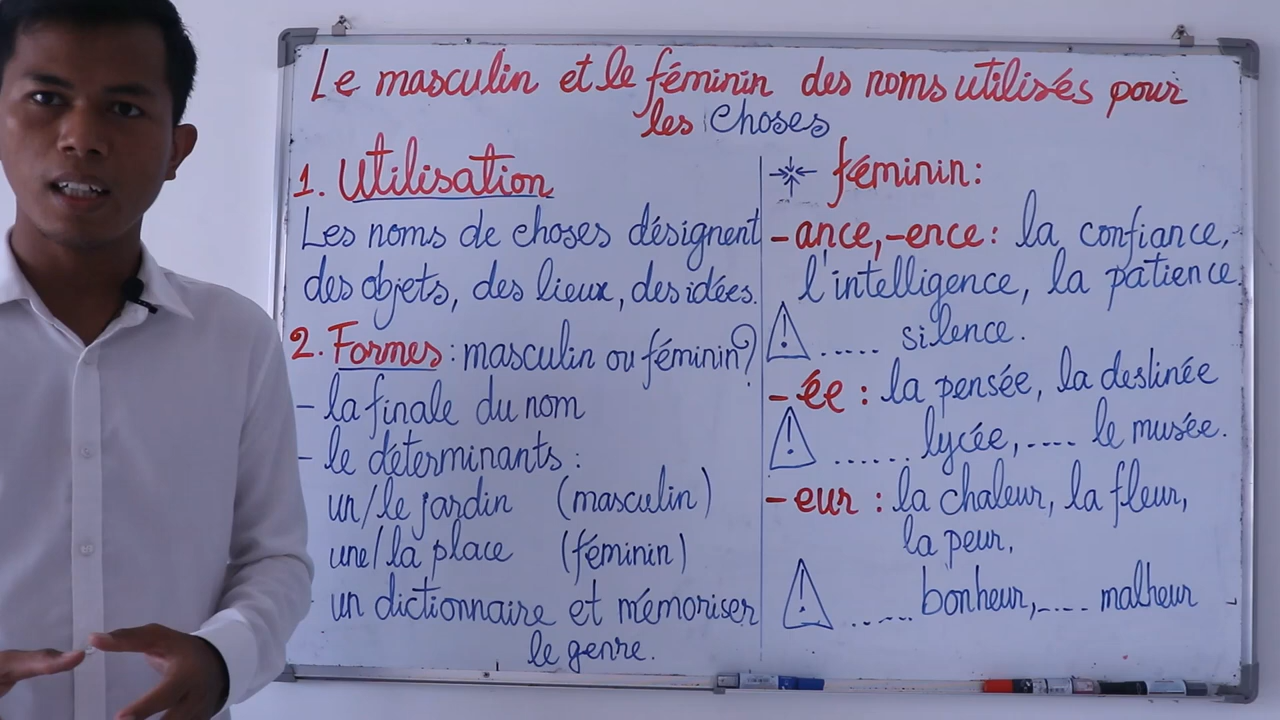 Le masculin et le féminin des noms utilisés pour
les choses
1. Utilisation
Les noms de choses désignent
des objets, des lieux, des idées.
2. Formes : masculin ou féminin?
- la finale du nom
- le déterminants :
un/le jardin (masculin)
une/la place (féminin)
- un dictionnaire et mémoriser
le genre.
féminin :
-ance, -ence : la confiance,
l'intelligence, la patience.
⚠ ..... silence.
-ée : la pensée, la destinée
⚠ ...... lycée, .... le musée.
-eur : la chaleur, la fleur,
la peur,
⚠ ..... bonheur, .... malheur